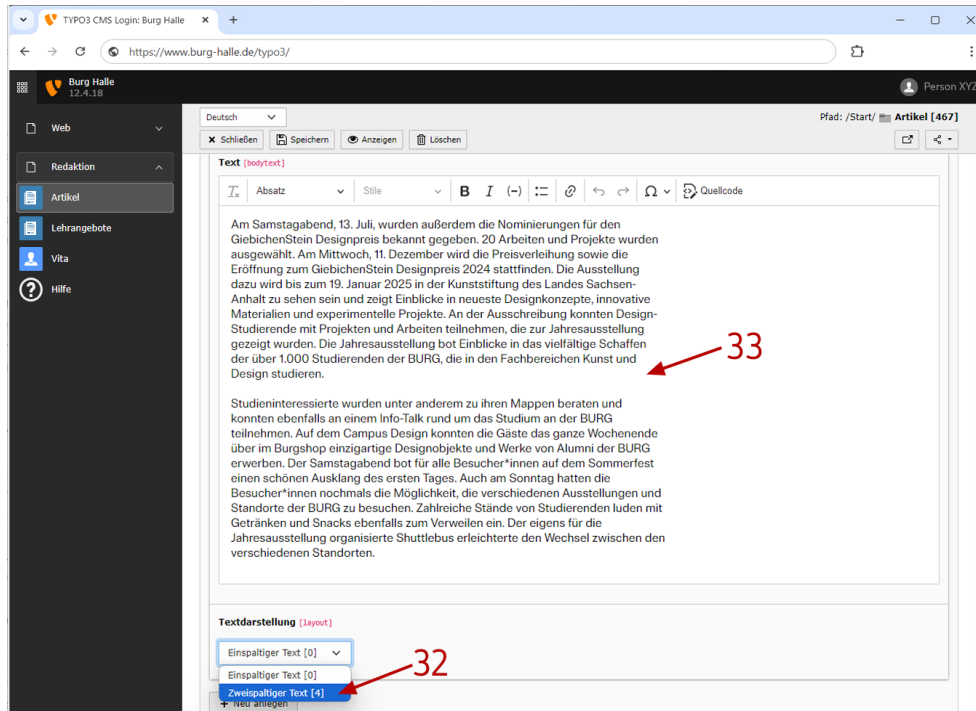 TYPO3 CMS Login: Burg Halle
https://www.burg-halle.de/typo3/
Burg Halle
12.4.18
Person XYZ
Web
Redaktion
Artikel
Lehrangebote
Vita
Hilfe
Deutsch
Pfad: /Start/ Artikel [467]
Schließen Speichern Anzeigen Löschen
Text [bodytext]
Absatz Stile B I (-) Ω Quellcode
Am Samstagabend, 13. Juli, wurden außerdem die Nominierungen für den
GiebichenStein Designpreis bekannt gegeben. 20 Arbeiten und Projekte wurden
ausgewählt. Am Mittwoch, 11. Dezember wird die Preisverleihung sowie die
Eröffnung zum GiebichenStein Designpreis 2024 stattfinden. Die Ausstellung
dazu wird bis zum 19. Januar 2025 in der Kunststiftung des Landes Sachsen-
Anhalt zu sehen sein und zeigt Einblicke in neueste Designkonzepte, innovative
Materialien und experimentelle Projekte. An der Ausschreibung konnten Design-
Studierende mit Projekten und Arbeiten teilnehmen, die zur Jahresausstellung
gezeigt wurden. Die Jahresausstellung bot Einblicke in das vielfältige Schaffen
der über 1.000 Studierenden der BURG, die in den Fachbereichen Kunst und
Design studieren.
33
Studieninteressierte wurden unter anderem zu ihren Mappen beraten und
konnten ebenfalls an einem Info-Talk rund um das Studium an der BURG
teilnehmen. Auf dem Campus Design konnten die Gäste das ganze Wochenende
über im Burgshop einzigartige Designobjekte und Werke von Alumni der BURG
erwerben. Der Samstagabend bot für alle Besucher*innen auf dem Sommerfest
einen schönen Ausklang des ersten Tages. Auch am Sonntag hatten die
Besucher*innen nochmals die Möglichkeit, die verschiedenen Ausstellungen und
Standorte der BURG zu besuchen. Zahlreiche Stände von Studierenden luden mit
Getränken und Snacks ebenfalls zum Verweilen ein. Der eigens für die
Jahresausstellung organisierte Shuttlebus erleichterte den Wechsel zwischen den
verschiedenen Standorten.
Textdarstellung [layout]
Einspaltiger Text [0]
Einspaltiger Text [0]
Zweispaltiger Text [4]
32
+ Neu anlegen